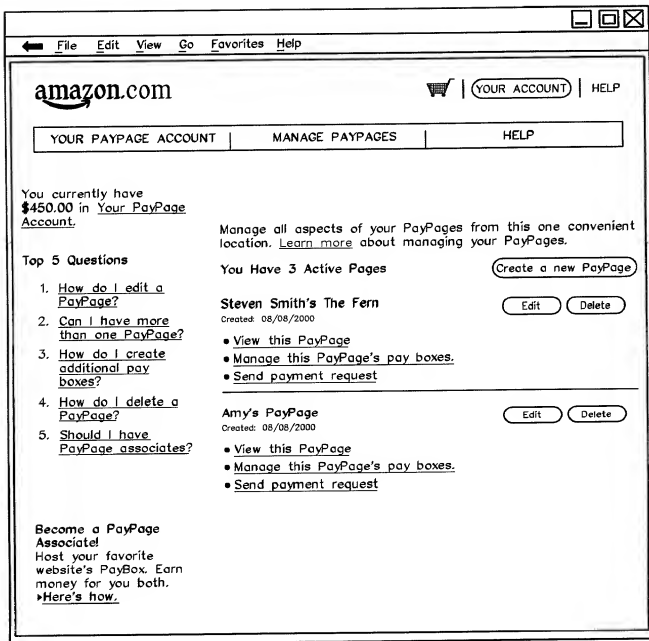 File Edit View Go Favorites Help
amazon.com
YOUR ACCOUNT | HELP
YOUR PAYPAGE ACCOUNT | MANAGE PAYPAGES | HELP
You currently have
$450.00 in Your PayPage
Account.
Top 5 Questions
1. How do I edit a
PayPage?
2. Can I have more
than one PayPage?
3. How do I create
additional pay
boxes?
4. How do I delete a
PayPage?
5. Should I have
PayPage associates?
Become a PayPage
Associate!
Host your favorite
website's PayBox. Earn
money for you both.
▸Here's how.
Manage all aspects of your PayPages from this one convenient
location. Learn more about managing your PayPages.
You Have 3 Active Pages
Create a new PayPage
Steven Smith's The Fern
Edit Delete
Created: 08/08/2000
• View this PayPage
• Manage this PayPage's pay boxes.
• Send payment request
Amy's PayPage
Edit Delete
Created: 08/08/2000
• View this PayPage
• Manage this PayPage's pay boxes.
• Send payment request